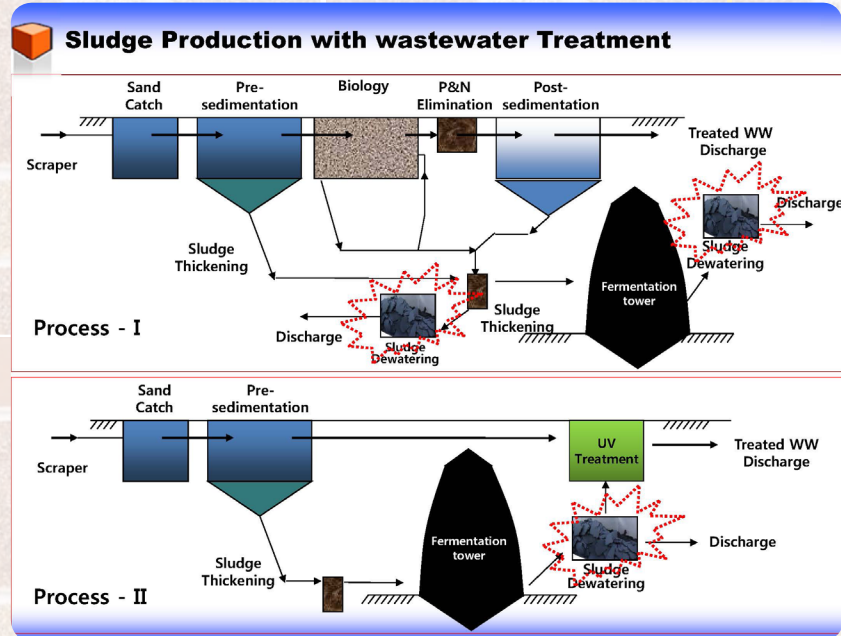 Sludge Production with wastewater Treatment
Sand
Catch
Pre-
sedimentation
Biology
P&N
Elimination
Post-
sedimentation
Scraper
Treated WW
Discharge
Discharge
Sludge
Dewatering
Sludge
Thickening
Fermentation
tower
Sludge
Thickening
Discharge
Sludge
Dewatering
Process - I
Sand
Catch
Pre-
sedimentation
UV
Treatment
Scraper
Treated WW
Discharge
Fermentation
tower
Discharge
Sludge
Thickening
Sludge
Dewatering
Process - II